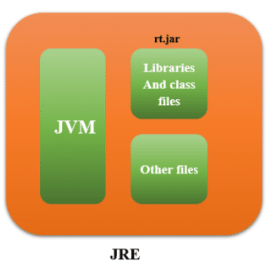 rt.jar
Libraries
And class
files
JVM
Other files
JRE